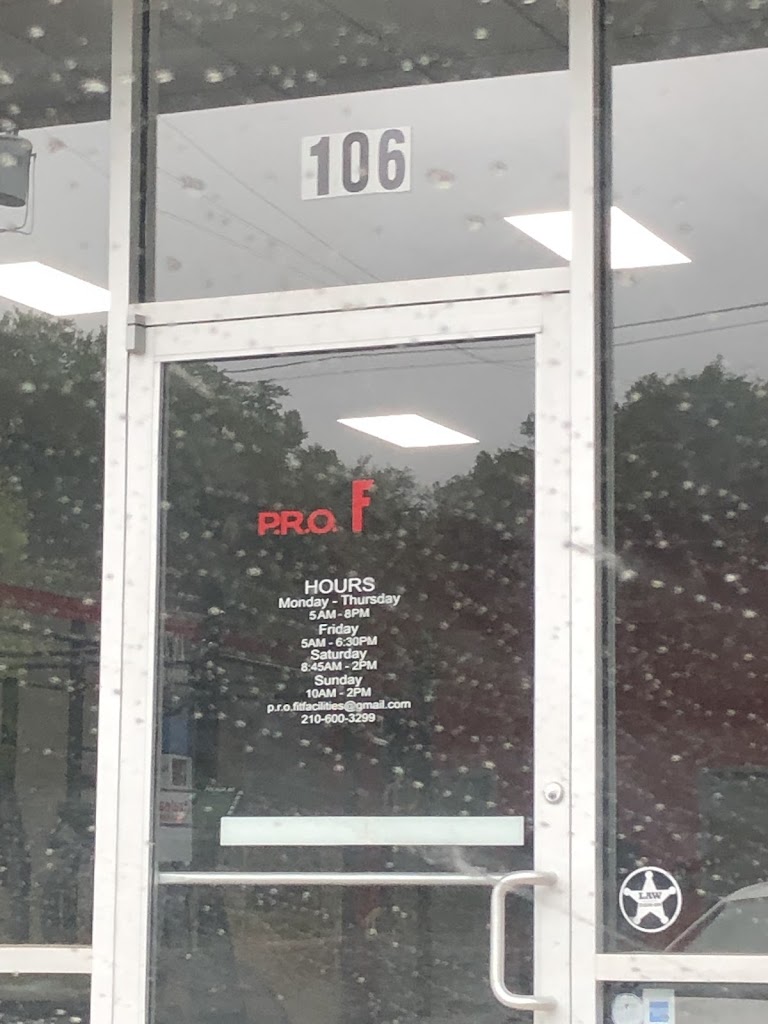 106
P.R.O. F
HOURS
Monday - Thursday
5AM - 8PM
Friday
5AM - 6:30PM
Saturday
8:45AM - 2PM
Sunday
10AM - 2PM
p.r.o.fitfacilities@gmail.com
210-600-3299
LAW